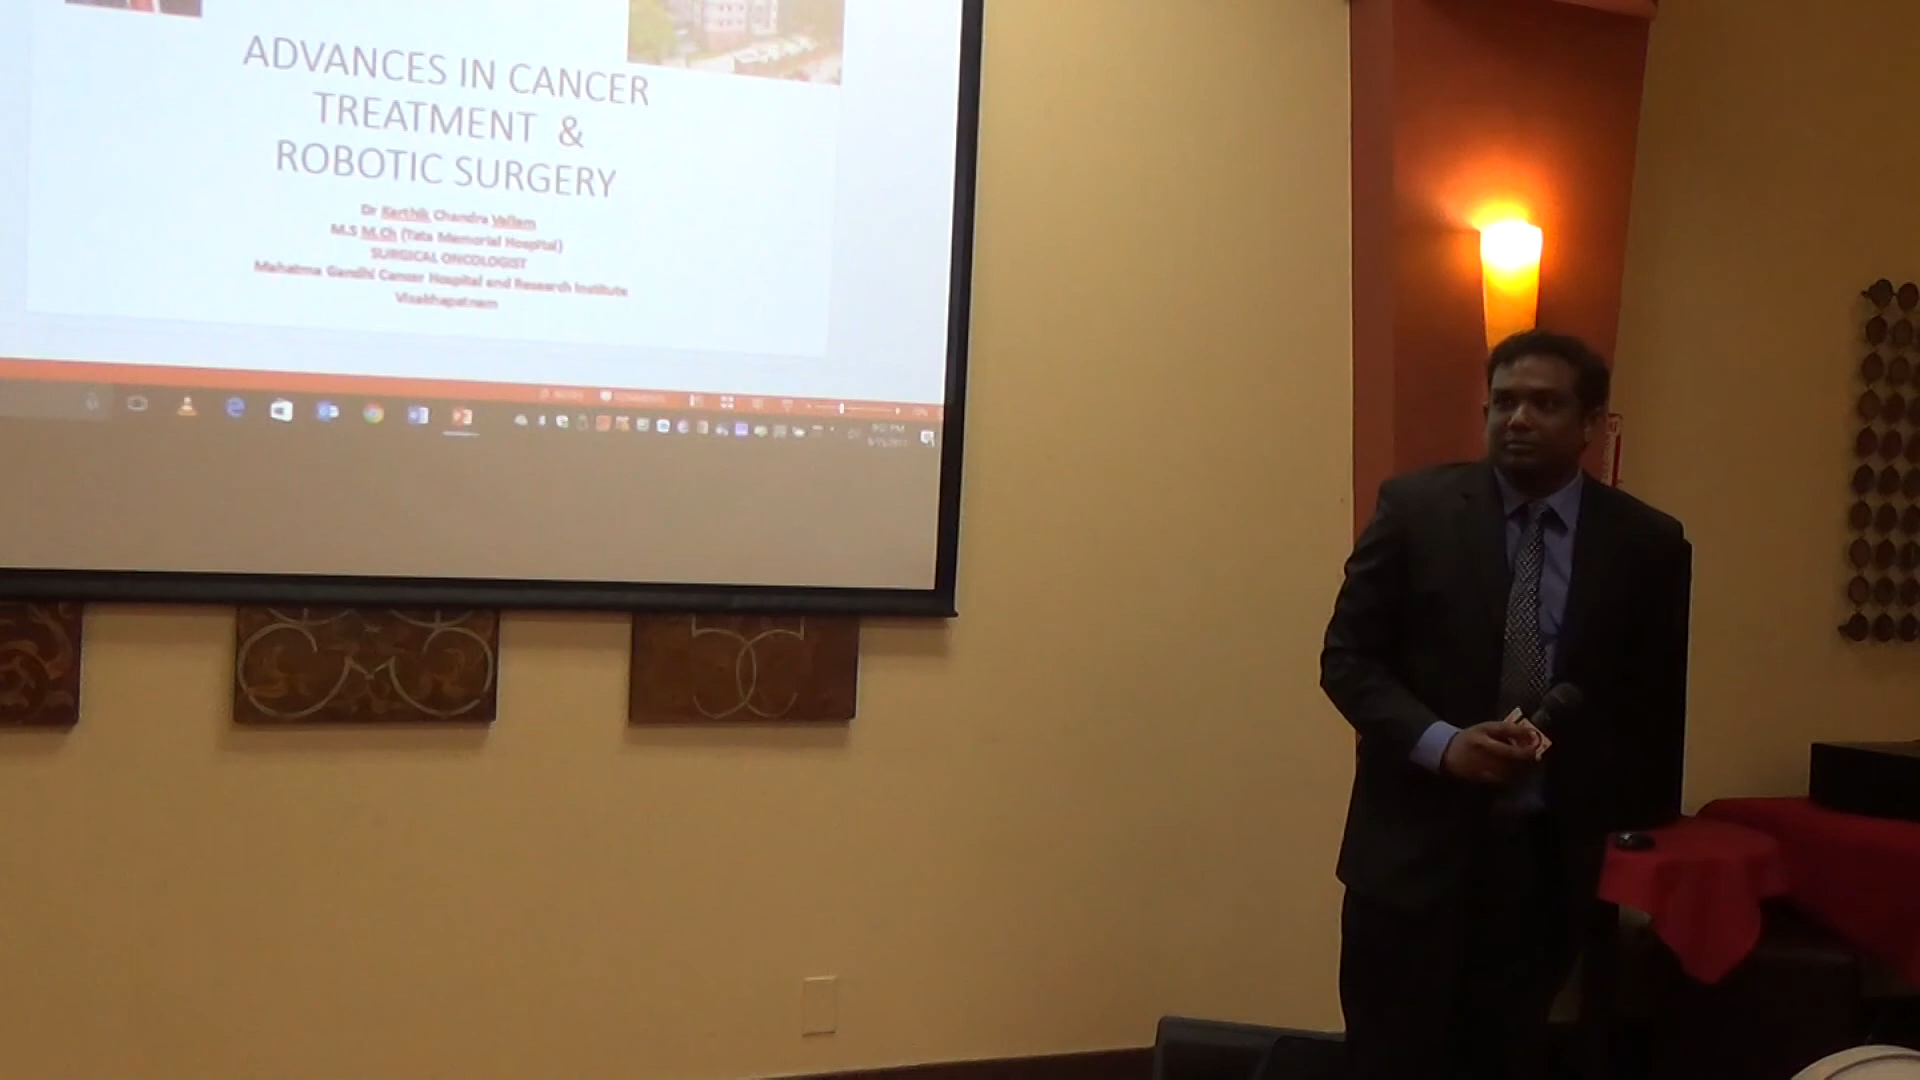 ADVANCES IN CANCER
TREATMENT &
ROBOTIC SURGERY
Dr Karthik Chandra Vallam
M.S M.Ch (Tata Memorial Hospital)
SURGICAL ONCOLOGIST
Mahatma Gandhi Cancer Hospital and Research Institute
Visakhapatnam